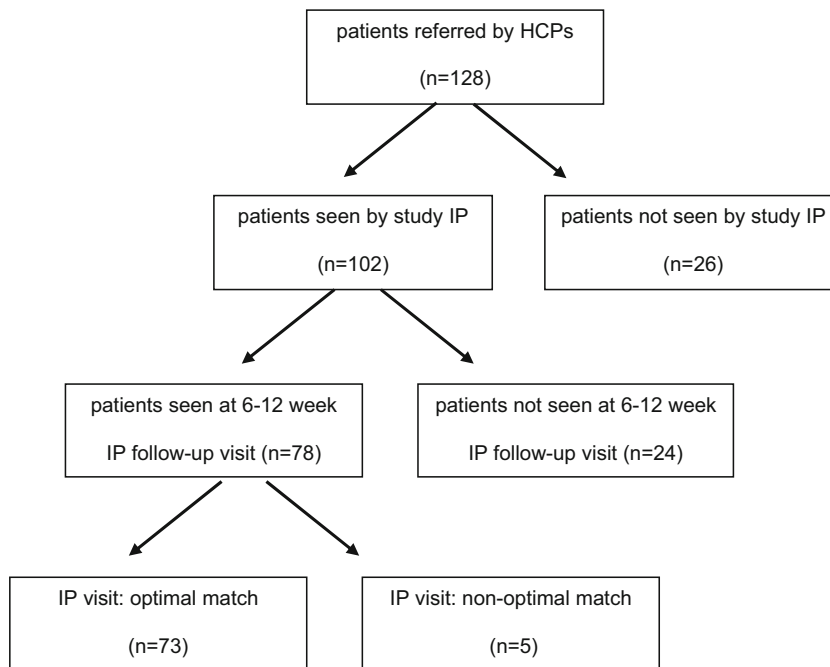 patients referred by HCPs
(n=128)
patients seen by study IP
(n=102)
patients not seen by study IP
(n=26)
patients seen at 6-12 week
IP follow-up visit (n=78)
patients not seen at 6-12 week
IP follow-up visit (n=24)
IP visit: optimal match
(n=73)
IP visit: non-optimal match
(n=5)